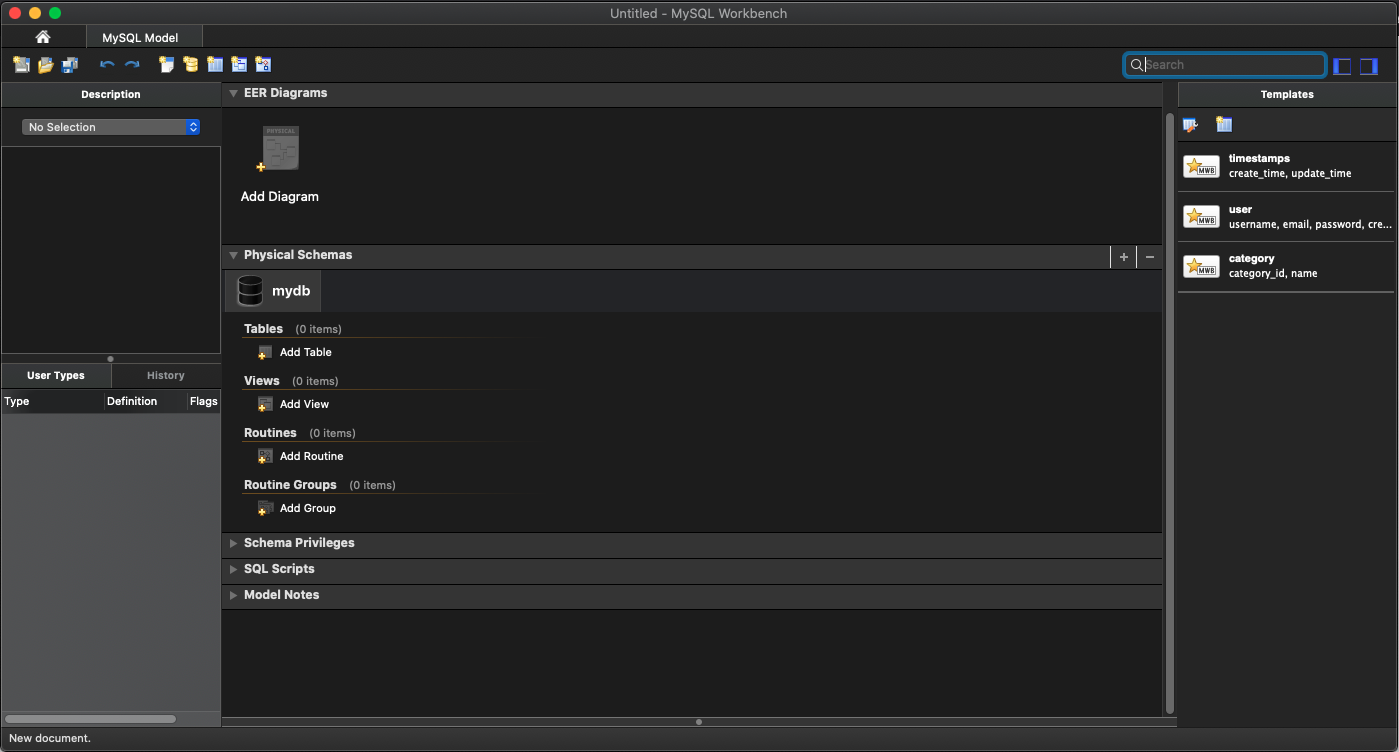 Untitled - MySQL Workbench
MySQL Model
Search
Description
No Selection
User Types
History
Type
Definition
Flags
EER Diagrams
PHYSICAL
Add Diagram
Physical Schemas
+
−
mydb
Tables (0 items)
Add Table
Views (0 items)
Add View
Routines (0 items)
Add Routine
Routine Groups (0 items)
Add Group
Schema Privileges
SQL Scripts
Model Notes
Templates
MWB
timestamps
create_time, update_time
MWB
user
username, email, password, cre...
MWB
category
category_id, name
New document.